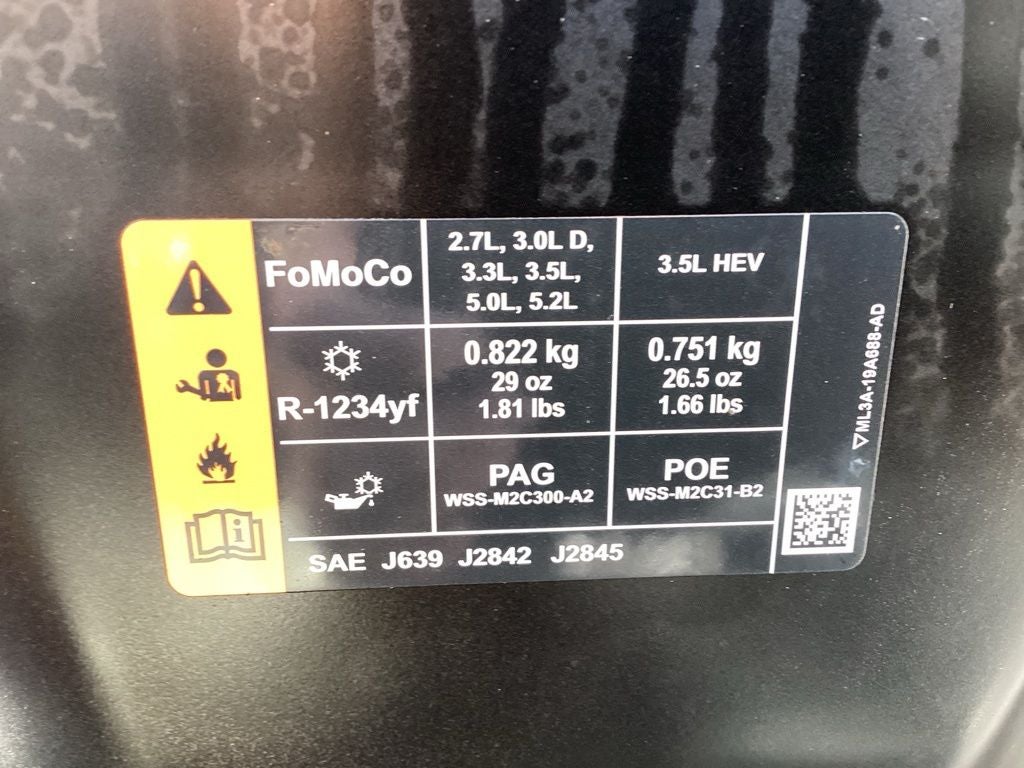 FoMoCo
2.7L, 3.0L D,
3.3L, 3.5L,
5.0L, 5.2L
3.5L HEV
R-1234yf
0.822 kg
29 oz
1.81 lbs
0.751 kg
26.5 oz
1.66 lbs
PAG
WSS-M2C300-A2
POE
WSS-M2C31-B2
SAE J639 J2842 J2845
ML3A-19A688-AD